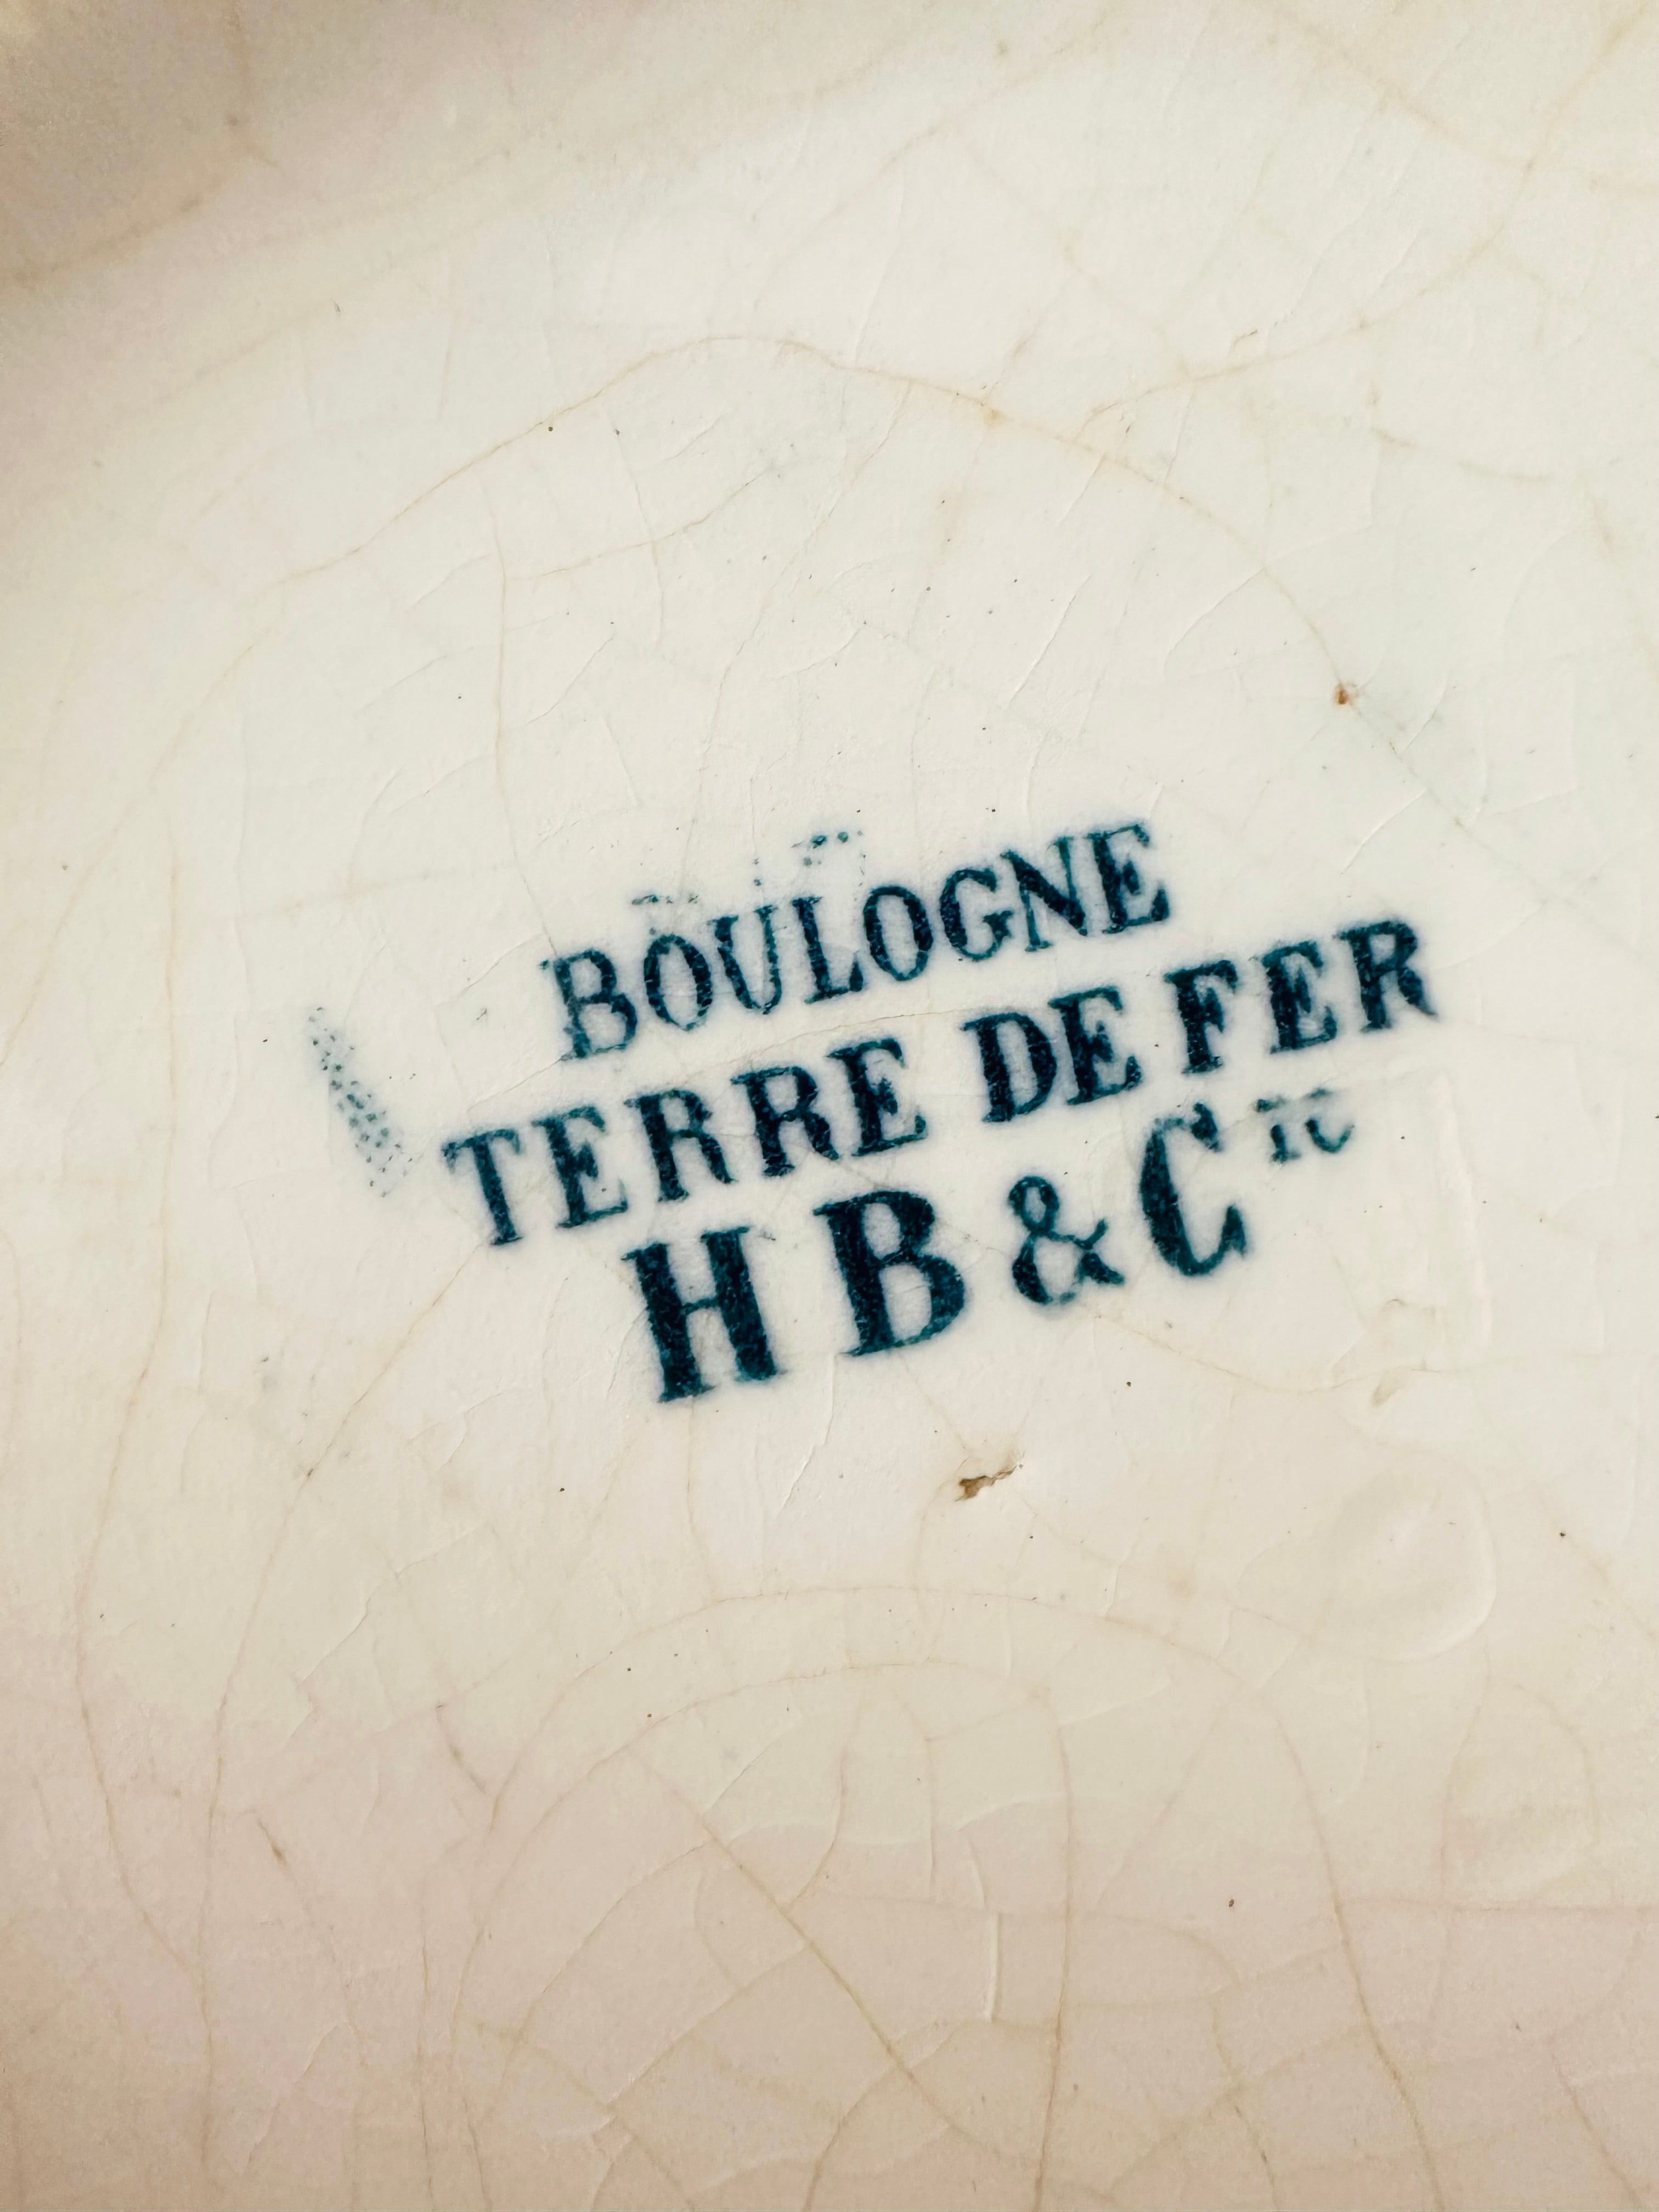 BOULOGNE
TERRE DE FER
H B & Cie